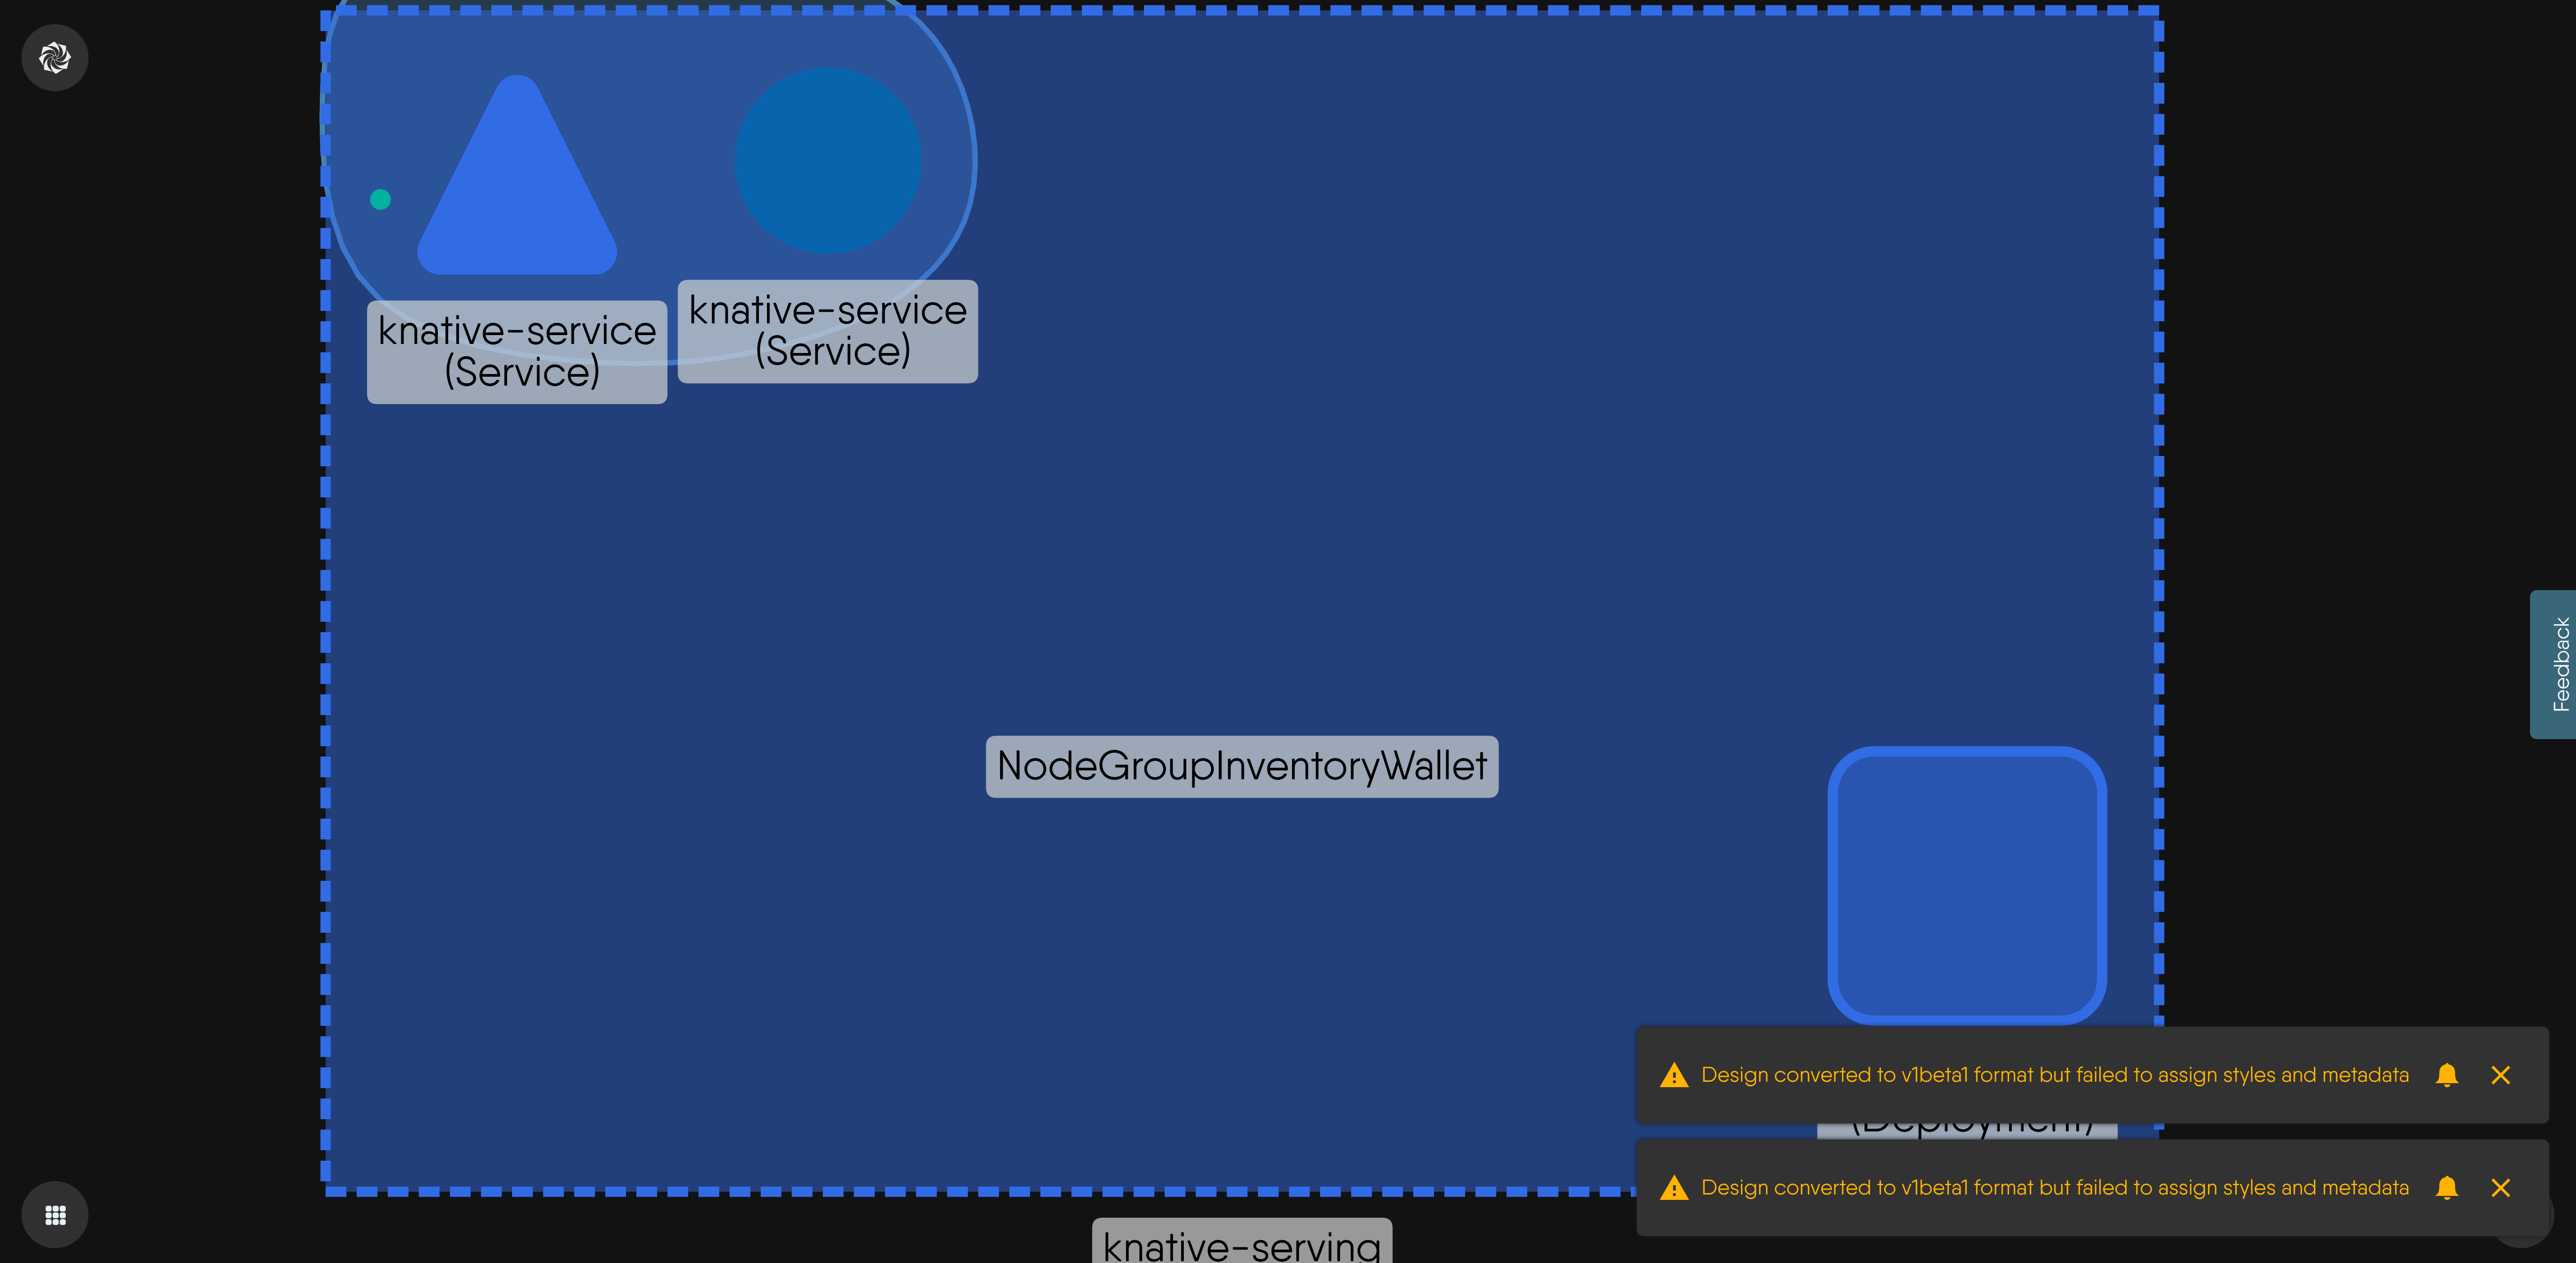 knative-service
(Service)
knative-service
(Service)
NodeGroupInventoryWallet
Feedback
Design converted to v1beta1 format but failed to assign styles and metadata
(Deployment)
Design converted to v1beta1 format but failed to assign styles and metadata
knative-serving